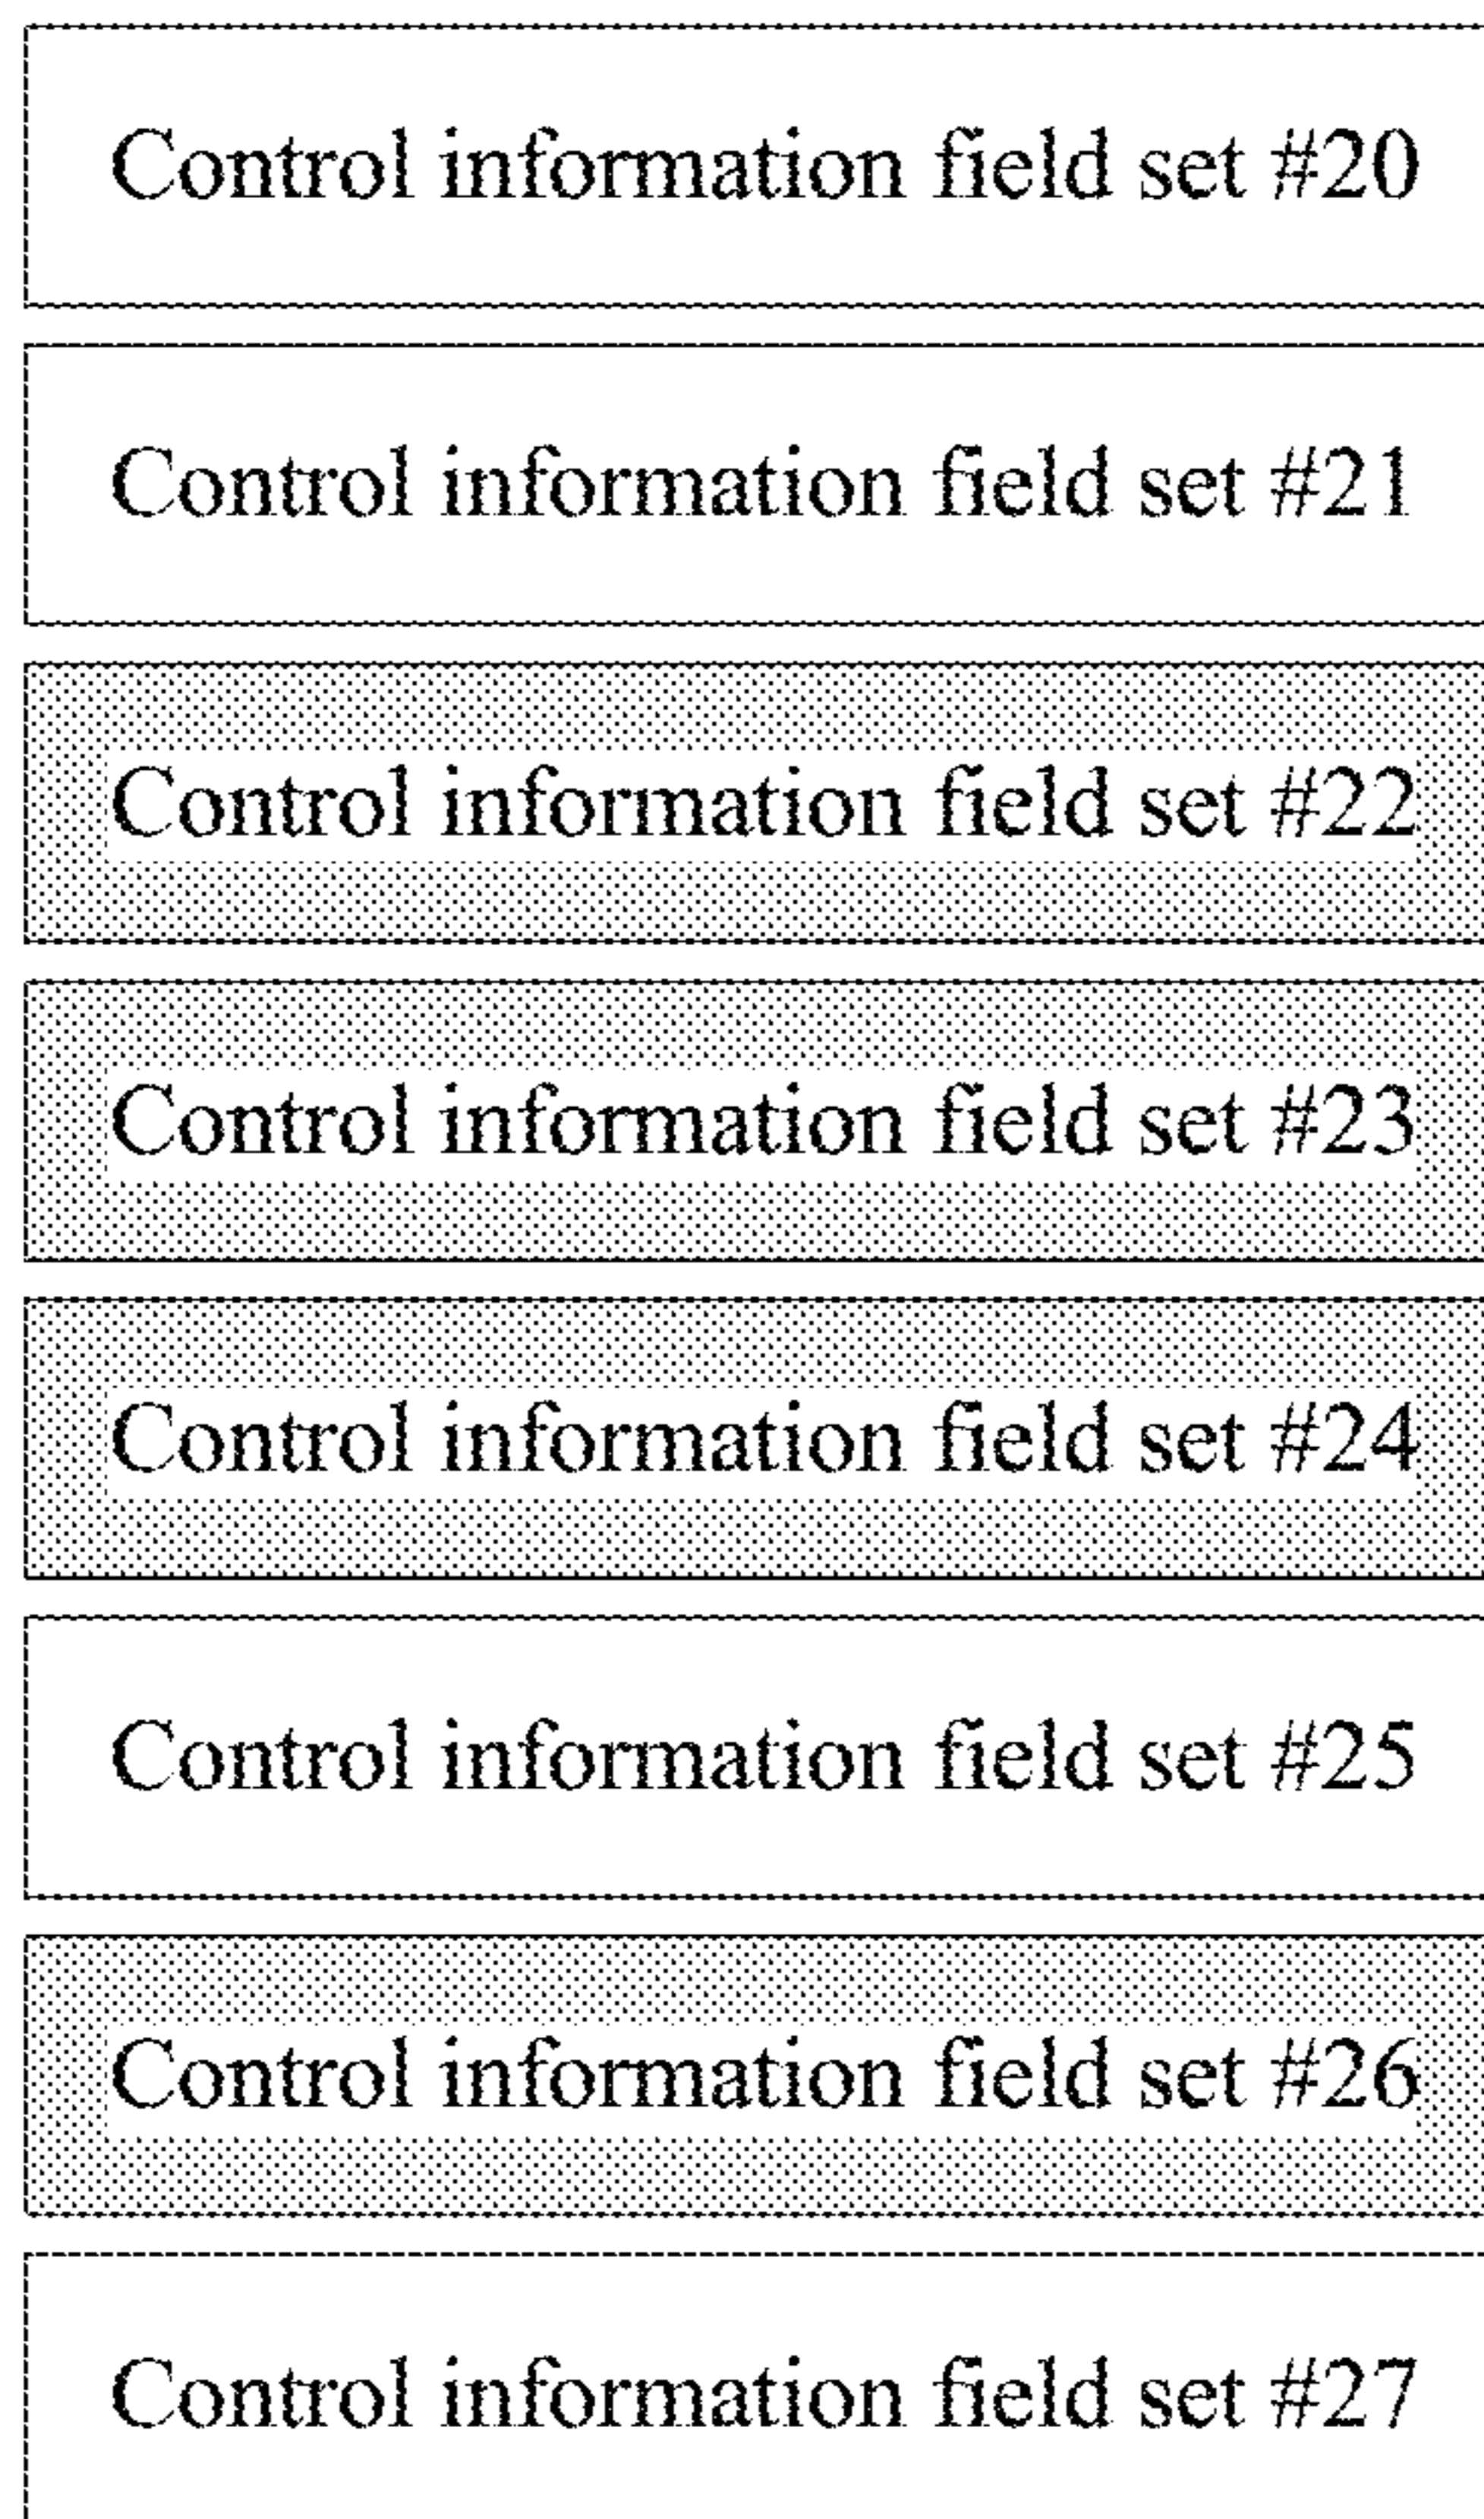 Control information field set #20
Control information field set #21
Control information field set #22
Control information field set #23
Control information field set #24
Control information field set #25
Control information field set #26
Control information field set #27